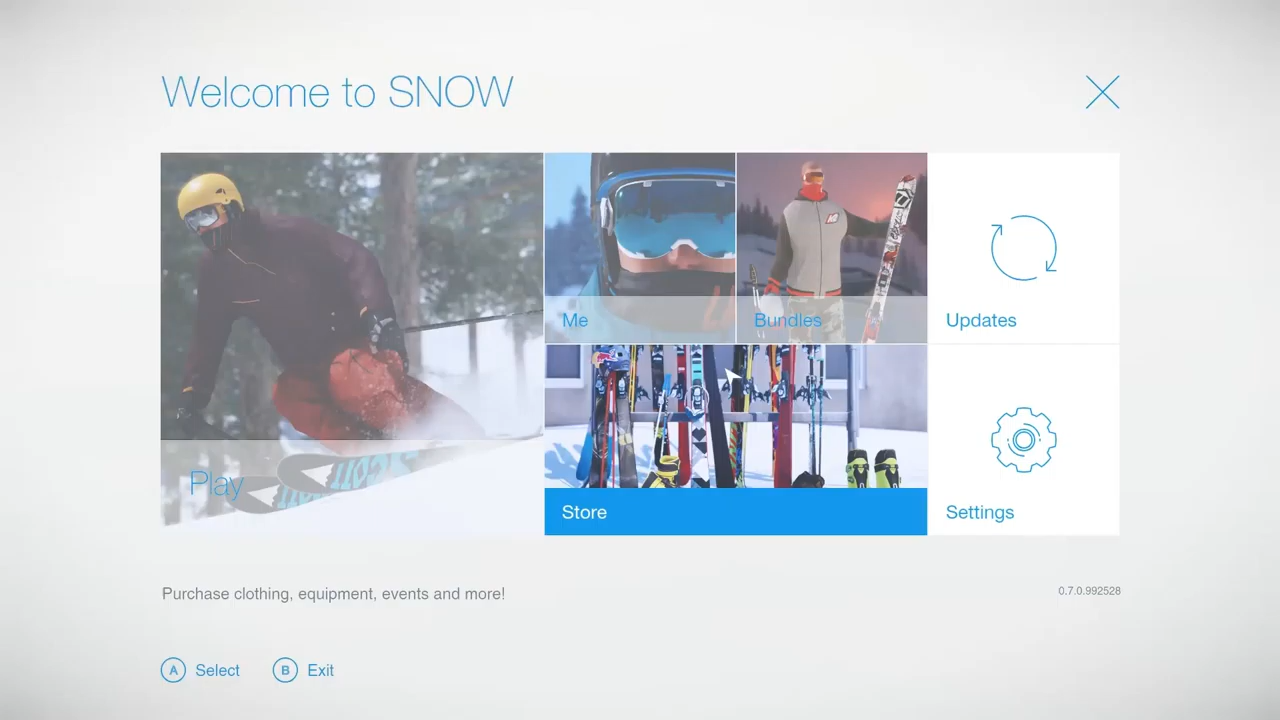 Welcome to SNOW
Me
Bundles
Updates
Play
Store
Settings
Purchase clothing, equipment, events and more!
0.7.0.992528
A Select
B Exit